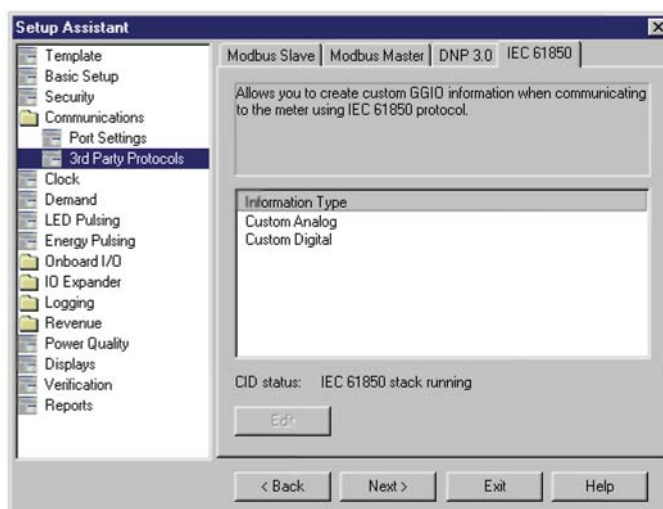 Setup Assistant
Template
Basic Setup
Security
Communications
Port Settings
3rd Party Protocols
Clock
Demand
LED Pulsing
Energy Pulsing
Onboard I/O
IO Expander
Logging
Revenue
Power Quality
Displays
Verification
Reports
Modbus Slave
Modbus Master
DNP 3.0
IEC 61850
Allows you to create custom GGIO information when communicating
to the meter using IEC 61850 protocol.
Information Type
Custom Analog
Custom Digital
CID status: IEC 61850 stack running
Edit
< Back
Next >
Exit
Help